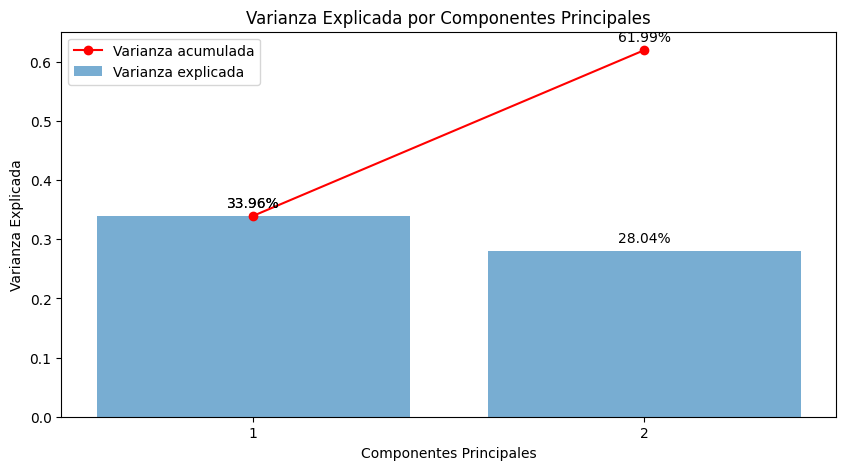 Varianza Explicada por Componentes Principales
Varianza acumulada
Varianza explicada
61.99%
33.96%
28.04%
Varianza Explicada
0.6
0.5
0.4
0.3
0.2
0.1
0.0
1
2
Componentes Principales